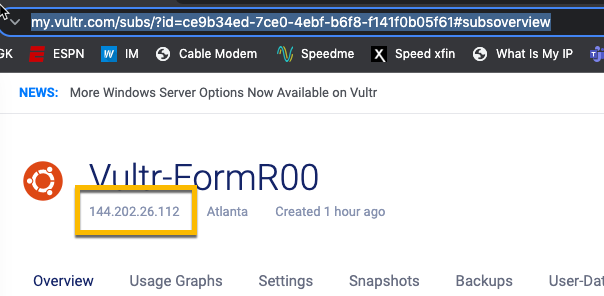 my.vultr.com/subs/?id=ce9b34ed-7ce0-4ebf-b6f8-f141f0b05f61#subsoverview
GK ESPN IM Cable Modem Speedme Speed xfin What Is My IP
NEWS: More Windows Server Options Now Available on Vultr
Vultr-FormR00
144.202.26.112 Atlanta Created 1 hour ago
Overview Usage Graphs Settings Snapshots Backups User-Dat